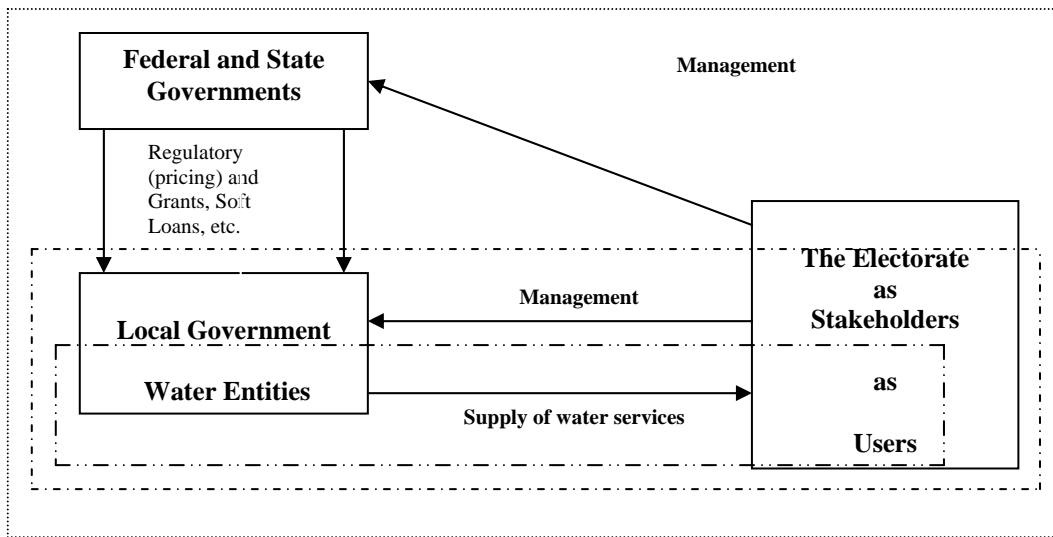 Federal and State
Governments
Management
Regulatory
(pricing) and
Grants, Soft
Loans, etc.
The Electorate
as
Stakeholders
Management
Local Government
Water Entities
as
Supply of water services
Users